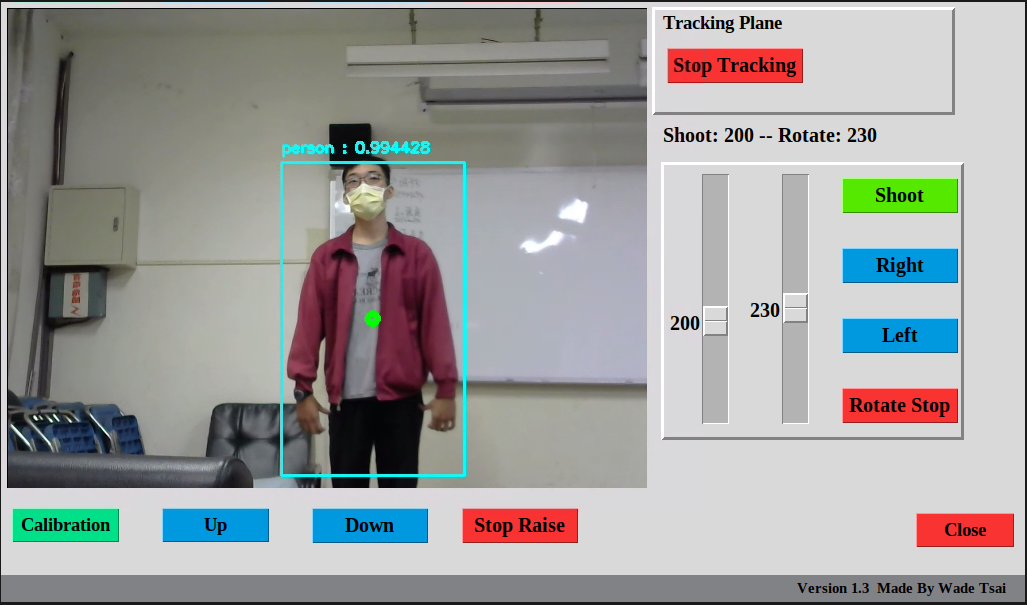 Tracking Plane
Stop Tracking
person : 0.994428
Shoot: 200 -- Rotate: 230
Shoot
Right
200
230
Left
Rotate Stop
Calibration
Up
Down
Stop Raise
Close
Version 1.3 Made By Wade Tsai